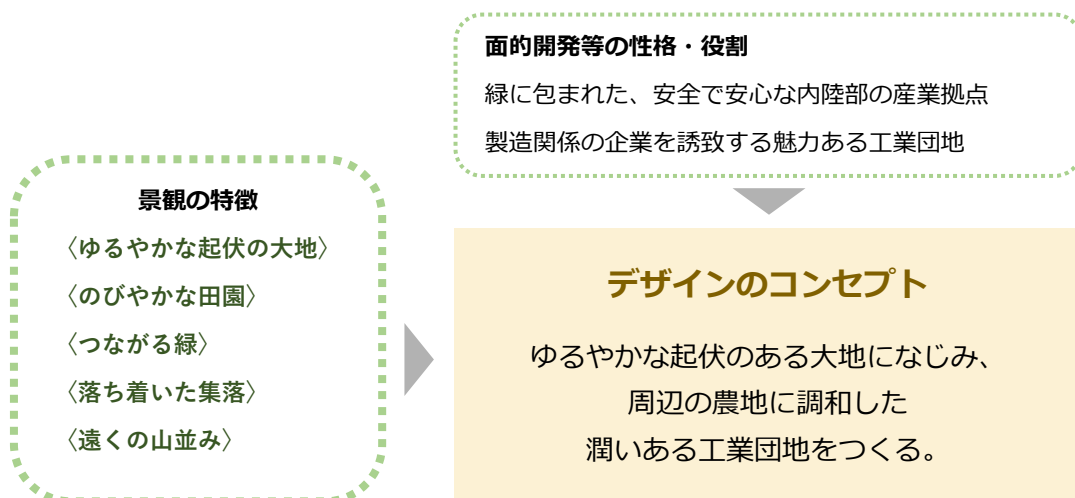 面的開発等の性格・役割
緑に包まれた、安全で安心な内陸部の産業拠点
製造関係の企業を誘致する魅力ある工業団地
景観の特徴
〈ゆるやかな起伏の大地〉
〈のびやかな田園〉
〈つながる緑〉
〈落ち着いた集落〉
〈遠くの山並み〉
デザインのコンセプト
ゆるやかな起伏のある大地になじみ、
周辺の農地に調和した
潤いある工業団地をつくる。